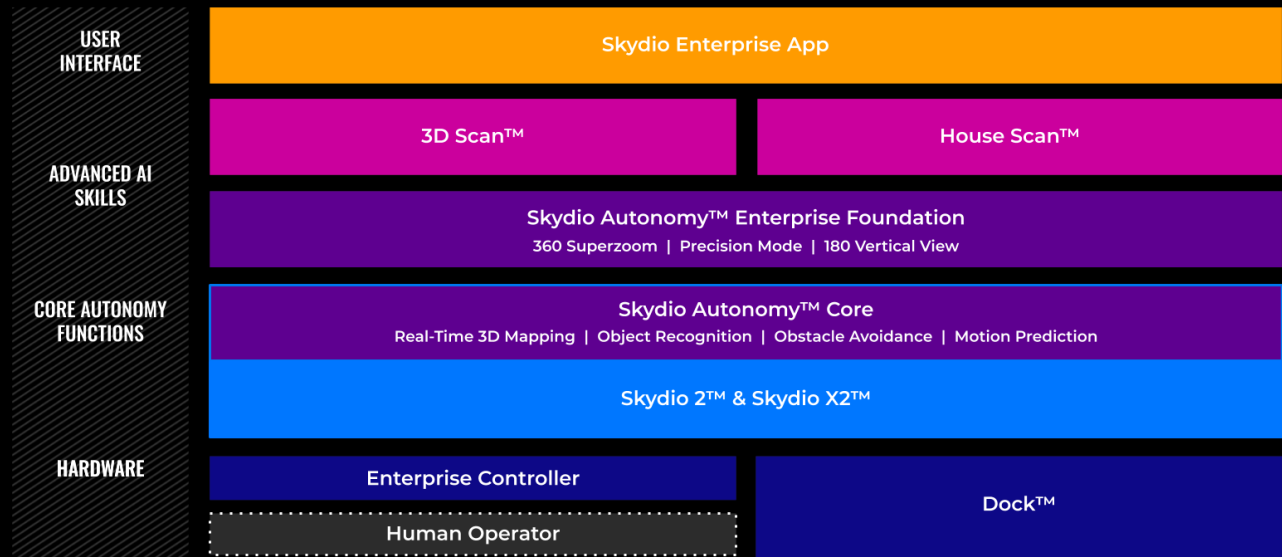 USER
INTERFACE
Skydio Enterprise App
ADVANCED AI
SKILLS
3D Scan™
House Scan™
Skydio Autonomy™ Enterprise Foundation
360 Superzoom | Precision Mode | 180 Vertical View
CORE AUTONOMY
FUNCTIONS
Skydio Autonomy™ Core
Real-Time 3D Mapping | Object Recognition | Obstacle Avoidance | Motion Prediction
Skydio 2™ & Skydio X2™
HARDWARE
Enterprise Controller
Human Operator
Dock™